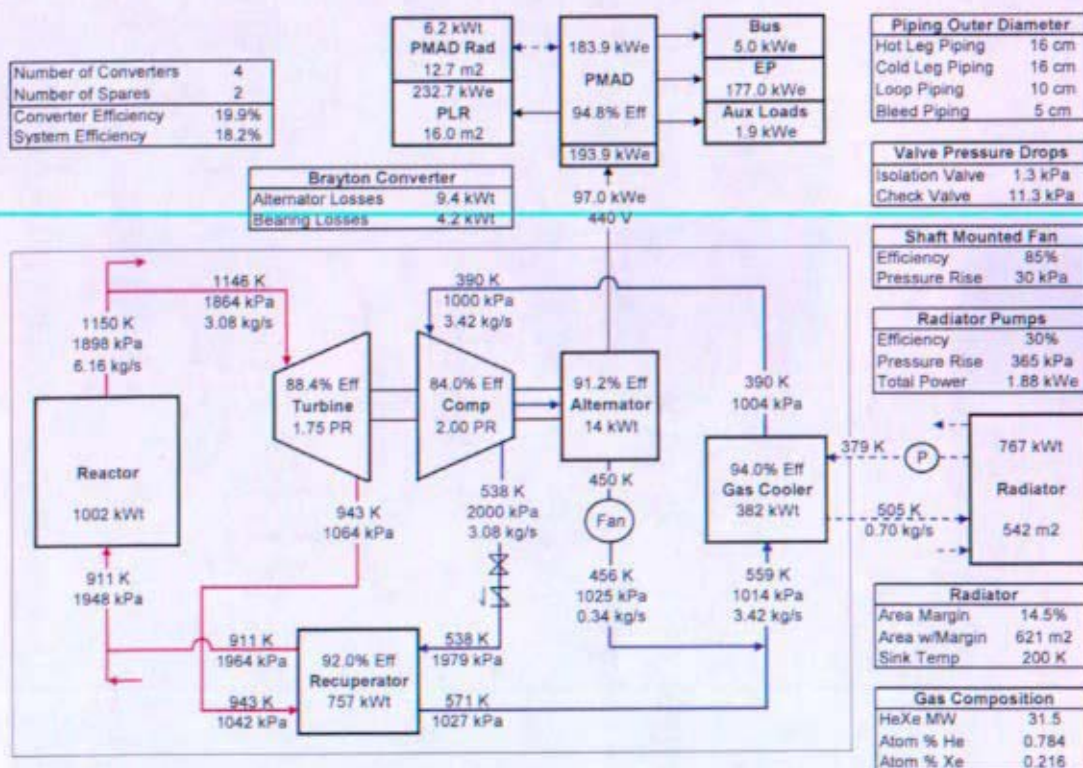 Number of Converters 4
Number of Spares 2
Converter Efficiency 19.9%
System Efficiency 18.2%
6.2 kWt
PMAD Rad
12.7 m2
232.7 kWe
PLR
16.0 m2
183.9 kWe
PMAD
94.8% Eff
193.9 kWe
Bus
5.0 kWe
EP
177.0 kWe
Aux Loads
1.9 kWe
Piping Outer Diameter
Hot Leg Piping 16 cm
Cold Leg Piping 16 cm
Loop Piping 10 cm
Bleed Piping 5 cm
Valve Pressure Drops
Isolation Valve 1.3 kPa
Check Valve 11.3 kPa
Brayton Converter
Alternator Losses 9.4 kWt
Bearing Losses 4.2 kWt
97.0 kWe
440 V
Shaft Mounted Fan
Efficiency 85%
Pressure Rise 30 kPa
Radiator Pumps
Efficiency 30%
Pressure Rise 365 kPa
Total Power 1.88 kWe
1146 K
1864 kPa
3.08 kg/s
390 K
1000 kPa
3.42 kg/s
1150 K
1898 kPa
6.16 kg/s
88.4% Eff
Turbine
1.75 PR
84.0% Eff
Comp
2.00 PR
91.2% Eff
Alternator
14 kWt
390 K
1004 kPa
Reactor
1002 kWt
94.0% Eff
Gas Cooler
382 kWt
379 K
P
767 kWt
Radiator
542 m2
505 K
0.70 kg/s
943 K
1064 kPa
538 K
2000 kPa
3.08 kg/s
450 K
Fan
456 K
1025 kPa
0.34 kg/s
559 K
1014 kPa
3.42 kg/s
911 K
1948 kPa
911 K
1964 kPa
92.0% Eff
Recuperator
757 kWt
538 K
1979 kPa
943 K
1042 kPa
571 K
1027 kPa
Radiator
Area Margin 14.5%
Area w/Margin 621 m2
Sink Temp 200 K
Gas Composition
HeXe MW 31.5
Atom % He 0.784
Atom % Xe 0.216